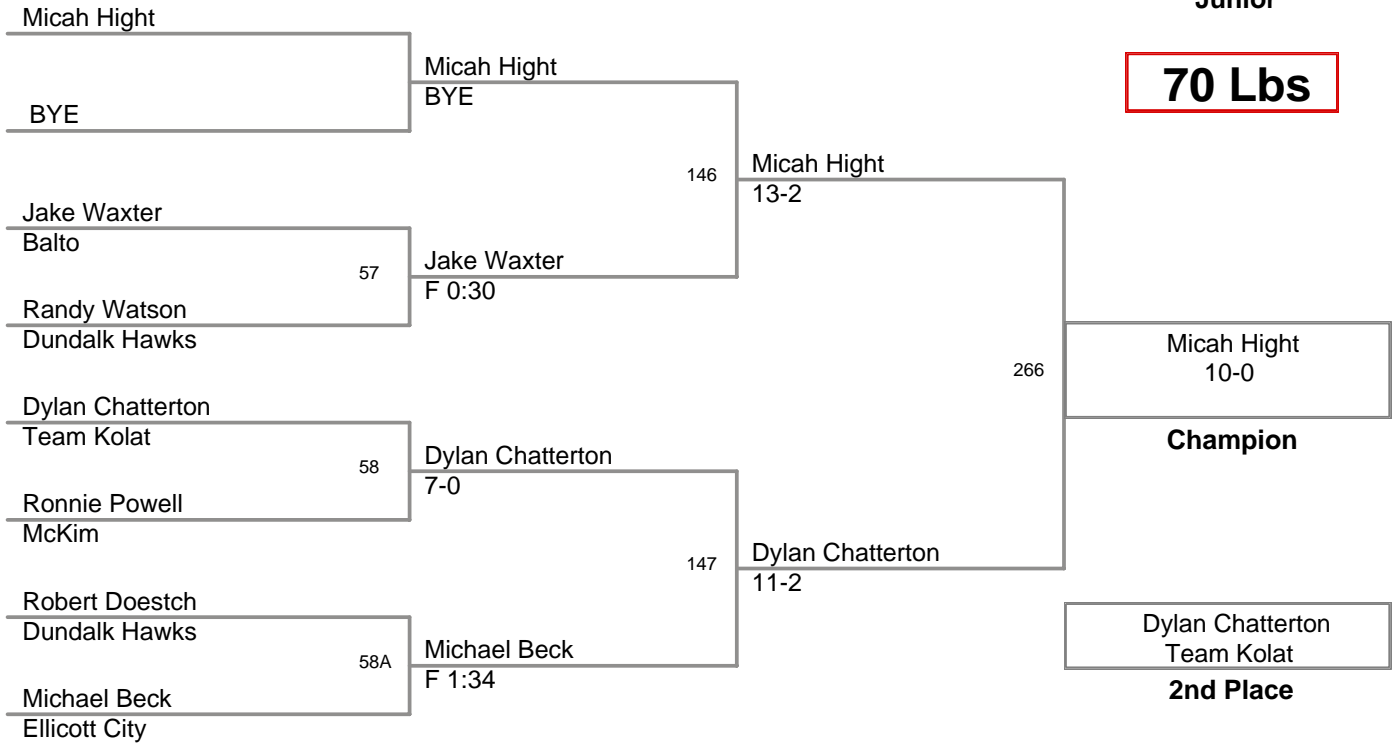 Junior
70 Lbs
Micah Hight
BYE
Jake Waxter
Balto
57
Randy Watson
Dundalk Hawks
Dylan Chatterton
Team Kolat
58
Ronnie Powell
McKim
Robert Doestch
Dundalk Hawks
58A
Michael Beck
Ellicott City
Micah Hight
BYE
146
Jake Waxter
F 0:30
Dylan Chatterton
7-0
147
Michael Beck
F 1:34
Micah Hight
13-2
266
Dylan Chatterton
11-2
Micah Hight
10-0
Champion
Dylan Chatterton
Team Kolat
2nd Place